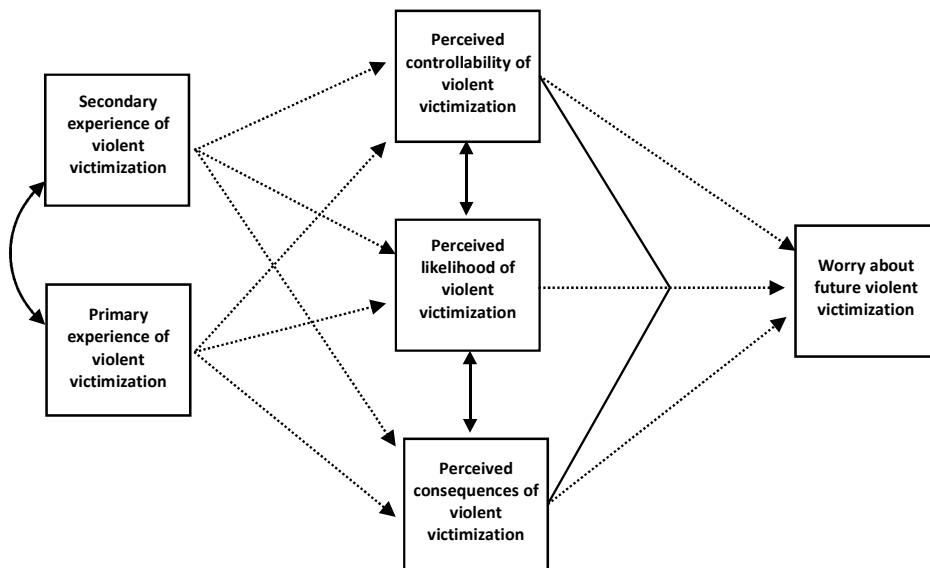 Secondary
experience of
violent
victimization
Primary
experience of
violent
victimization
Perceived
controllability of
violent
victimization
Perceived
likelihood of
violent
victimization
Perceived
consequences of
violent
victimization
Worry about
future violent
victimization